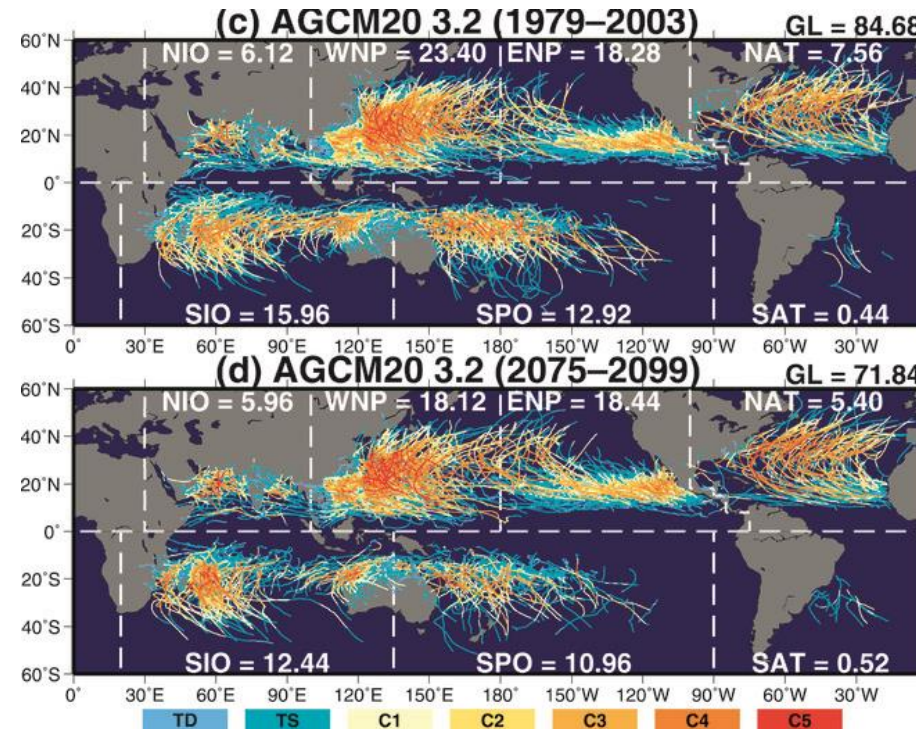 (c) AGCM20 3.2 (1979–2003) GL = 84.68
60˚N NIO = 6.12 WNP = 23.40 ENP = 18.28 NAT = 7.56
40˚N
20˚N
0˚
20˚S
40˚S
60˚S SIO = 15.96 SPO = 12.92 SAT = 0.44
0˚ 30˚E 60˚E 90˚E 120˚E 150˚E 180˚ 150˚W 120˚W 90˚W 60˚W 30˚W
(d) AGCM20 3.2 (2075–2099) GL = 71.84
60˚N NIO = 5.96 WNP = 18.12 ENP = 18.44 NAT = 5.40
40˚N
20˚N
0˚
20˚S
40˚S
60˚S SIO = 12.44 SPO = 10.96 SAT = 0.52
0˚ 30˚E 60˚E 90˚E 120˚E 150˚E 180˚ 150˚W 120˚W 90˚W 60˚W 30˚W
TD TS C1 C2 C3 C4 C5